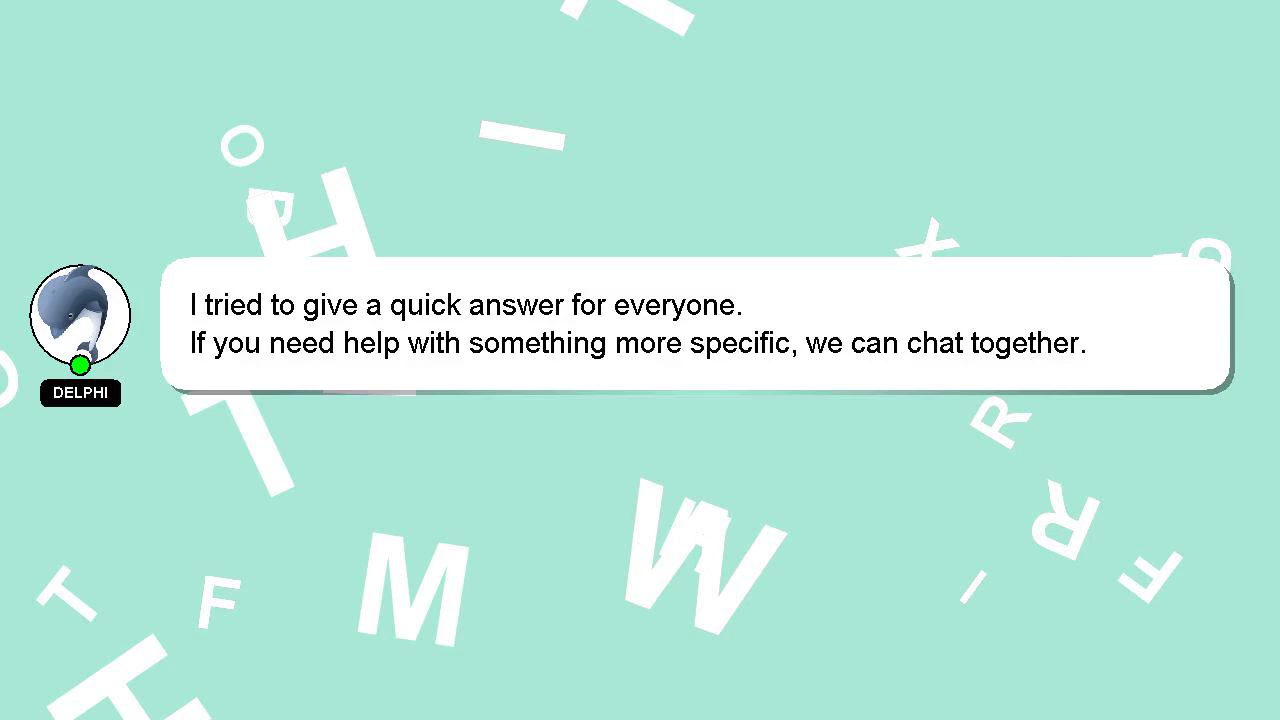 I tried to give a quick answer for everyone.
If you need help with something more specific, we can chat together.
DELPHI